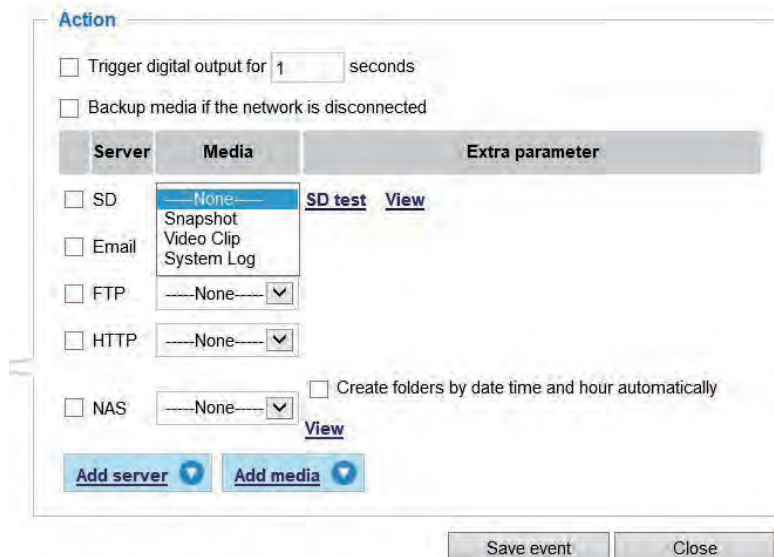 Action
Trigger digital output for 1 seconds
Backup media if the network is disconnected
Server Media Extra parameter
SD -----None----- SD test View
Snapshot
Video Clip
Email
System Log
FTP -----None-----
HTTP -----None-----
Create folders by date time and hour automatically
NAS -----None-----
View
Add server Add media
Save event Close